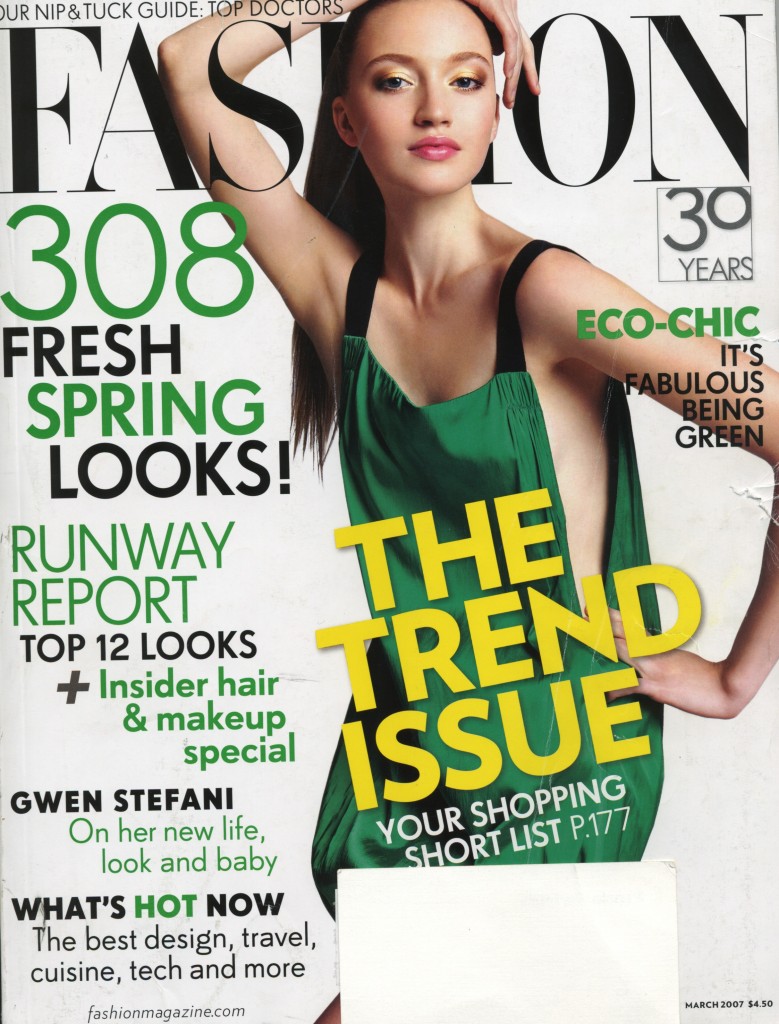 OUR NIP&TUCK GUIDE: TOP DOCTORS
FASHION
30
YEARS
308
FRESH
SPRING
LOOKS!
ECO-CHIC
IT'S
FABULOUS
BEING
GREEN
RUNWAY
REPORT
TOP 12 LOOKS
+ Insider hair
& makeup
special
THE
TREND
ISSUE
YOUR SHOPPING
SHORT LIST P.177
GWEN STEFANI
On her new life,
look and baby
WHAT'S HOT NOW
The best design, travel,
cuisine, tech and more
fashionmagazine.com
MARCH 2007 $4.50